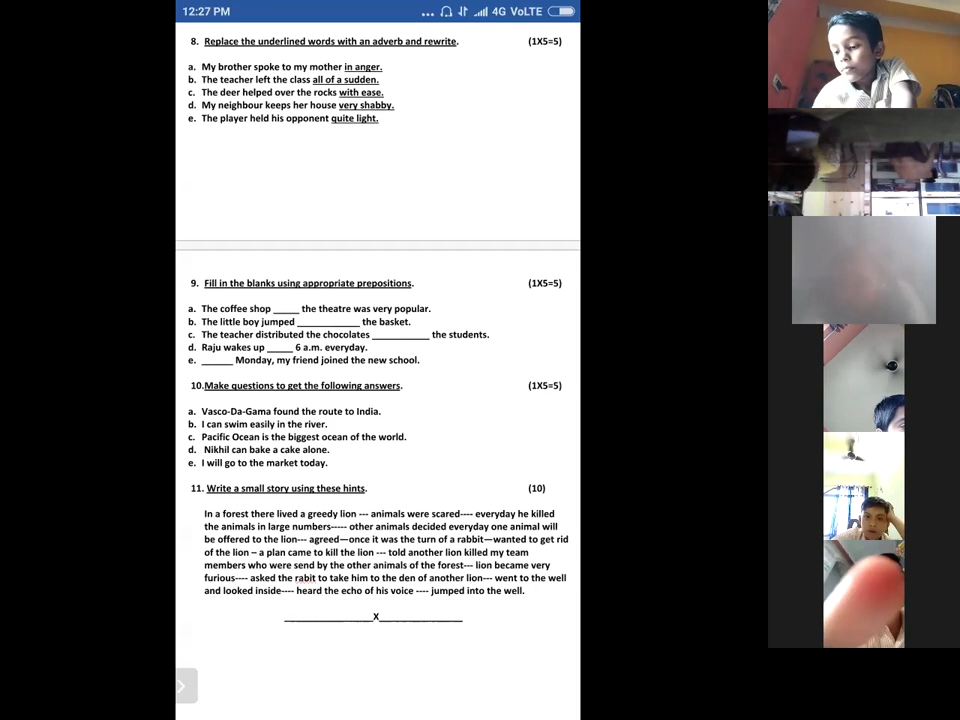 12:27 PM ... 4G VoLTE
8. Replace the underlined words with an adverb and rewrite. (1X5=5)
a. My brother spoke to my mother in anger.
b. The teacher left the class all of a sudden.
c. The deer helped over the rocks with ease.
d. My neighbour keeps her house very shabby.
e. The player held his opponent quite light.
9. Fill in the blanks using appropriate prepositions. (1X5=5)
a. The coffee shop _____ the theatre was very popular.
b. The little boy jumped ____________ the basket.
c. The teacher distributed the chocolates ___________ the students.
d. Raju wakes up _____ 6 a.m. everyday.
e. ______ Monday, my friend joined the new school.
10.Make questions to get the following answers. (1X5=5)
a. Vasco-Da-Gama found the route to India.
b. I can swim easily in the river.
c. Pacific Ocean is the biggest ocean of the world.
d. Nikhil can bake a cake alone.
e. I will go to the market today.
11. Write a small story using these hints. (10)
In a forest there lived a greedy lion --- animals were scared---- everyday he killed
the animals in large numbers----- other animals decided everyday one animal will
be offered to the lion--- agreed—once it was the turn of a rabbit—wanted to get rid
of the lion – a plan came to kill the lion --- told another lion killed my team
members who were send by the other animals of the forest--- lion became very
furious---- asked the rabit to take him to the den of another lion--- went to the well
and looked inside---- heard the echo of his voice ---- jumped into the well.
_________________X________________